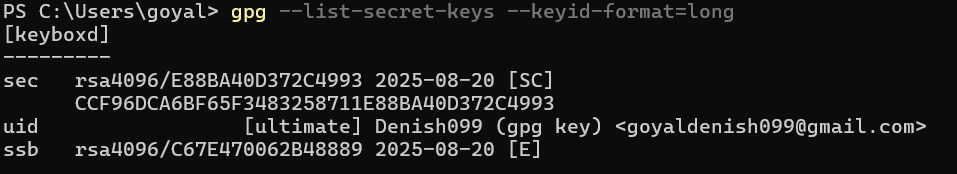 PS C:\Users\goyal> gpg --list-secret-keys --keyid-format=long
[keyboxd]
---------
sec   rsa4096/E88BA40D372C4993 2025-08-20 [SC]
      CCF96DCA6BF65F3483258711E88BA40D372C4993
uid                 [ultimate] Denish099 (gpg key) <goyaldenish099@gmail.com>
ssb   rsa4096/C67E470062B48889 2025-08-20 [E]